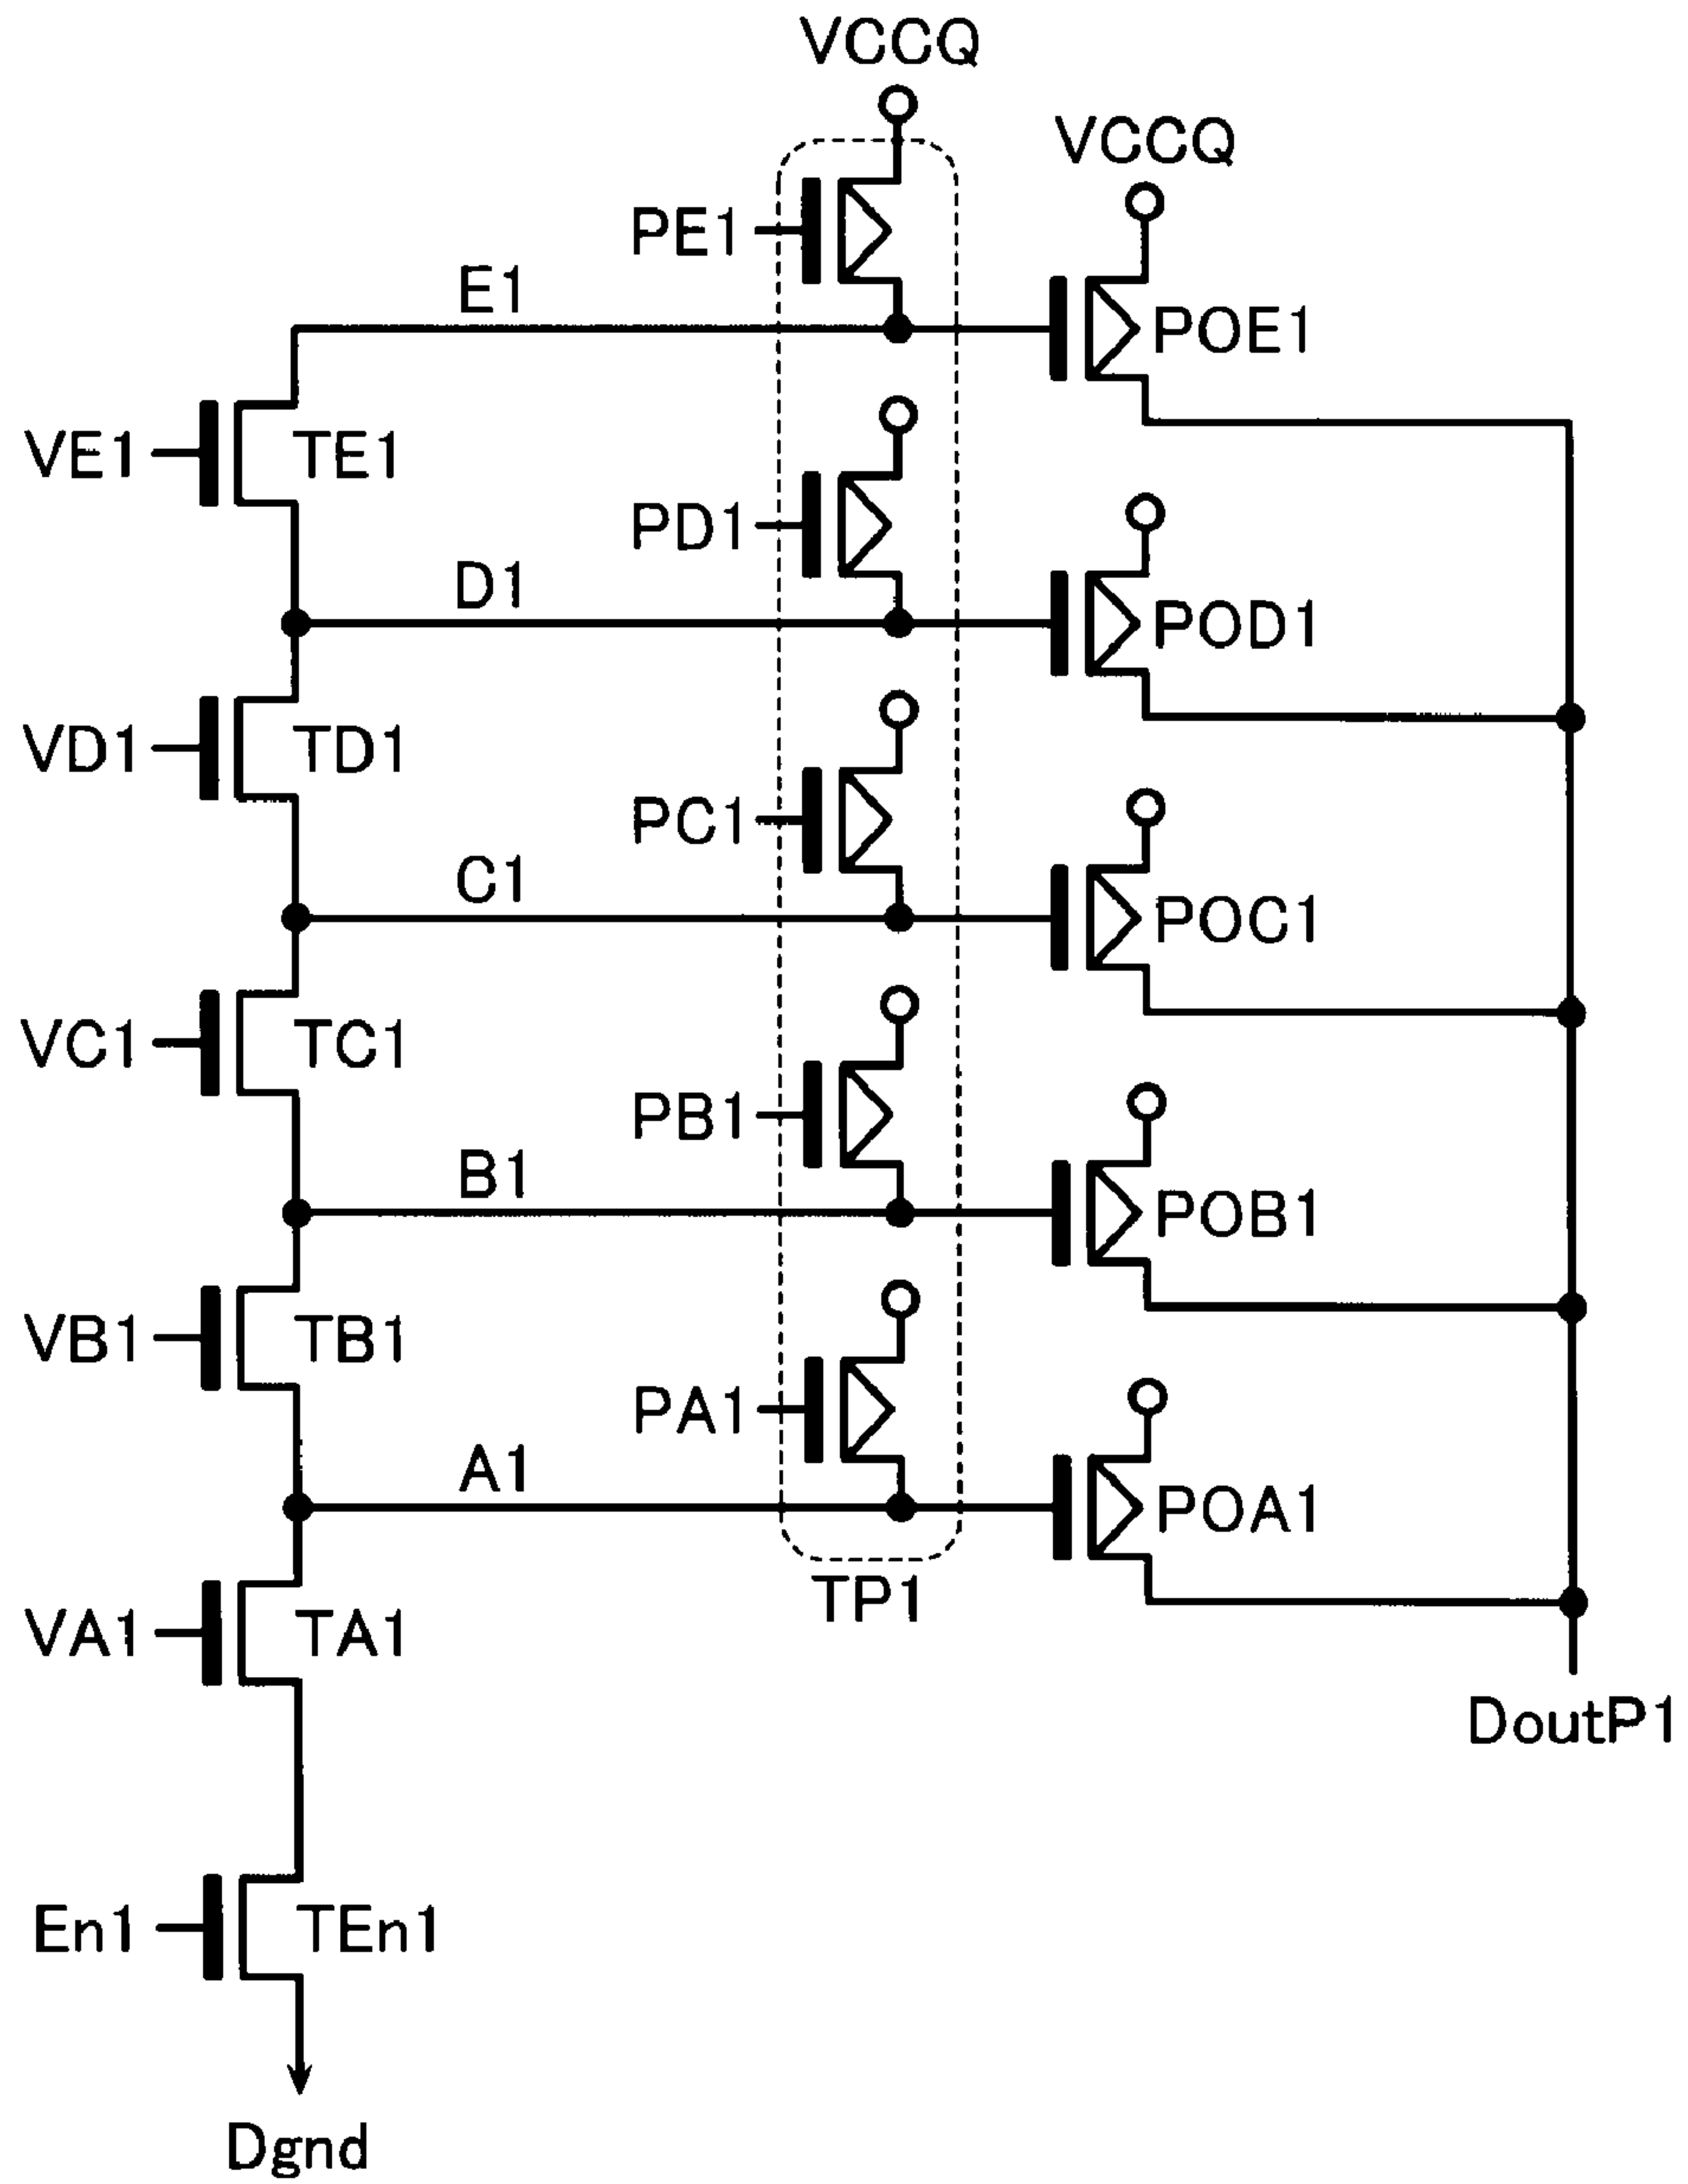 VCCQ
VCCQ
PE1
E1
POE1
VE1
TE1
PD1
D1
POD1
VD1
TD1
PC1
C1
POC1
VC1
TC1
PB1
B1
POB1
VB1
TB1
PA1
A1
POA1
TP1
VA1
TA1
DoutP1
En1
TEn1
Dgnd